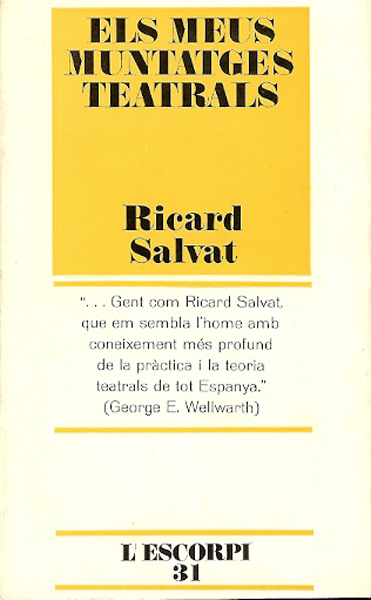 ELS MEUS
MUNTATGES
TEATRALS
Ricard
Salvat
“. . . Gent com Ricard Salvat,
que em sembla l'home amb
coneixement més profund
de la pràctica i la teoria
teatrals de tot Espanya.”
(George E. Wellwarth)
L'ESCORPI
31